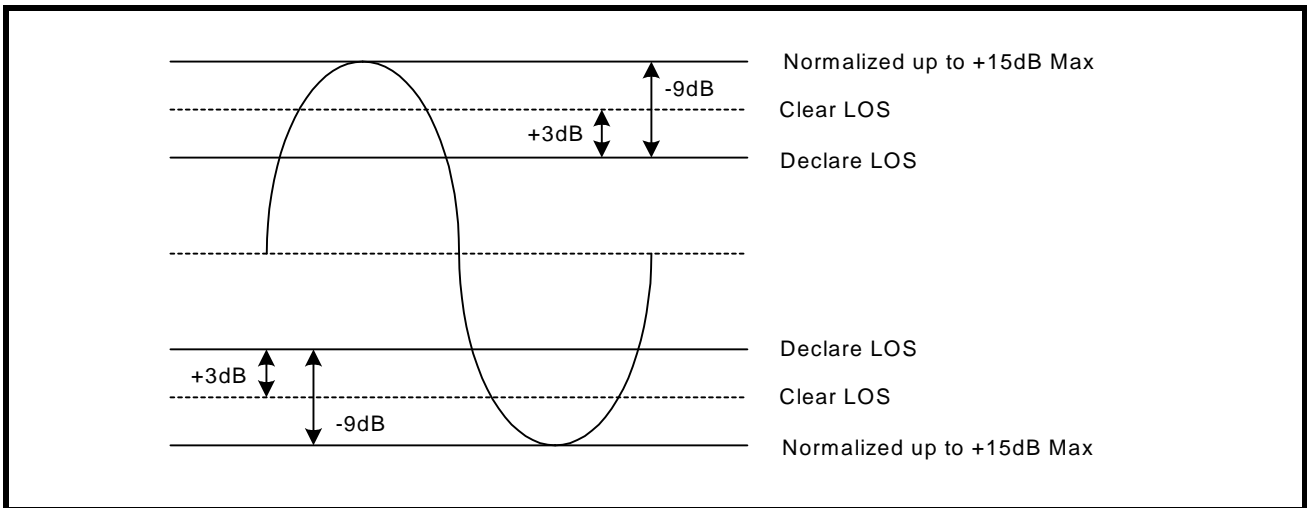 Normalized up to +15dB Max
-9dB
Clear LOS
+3dB
Declare LOS
Declare LOS
+3dB
Clear LOS
-9dB
Normalized up to +15dB Max